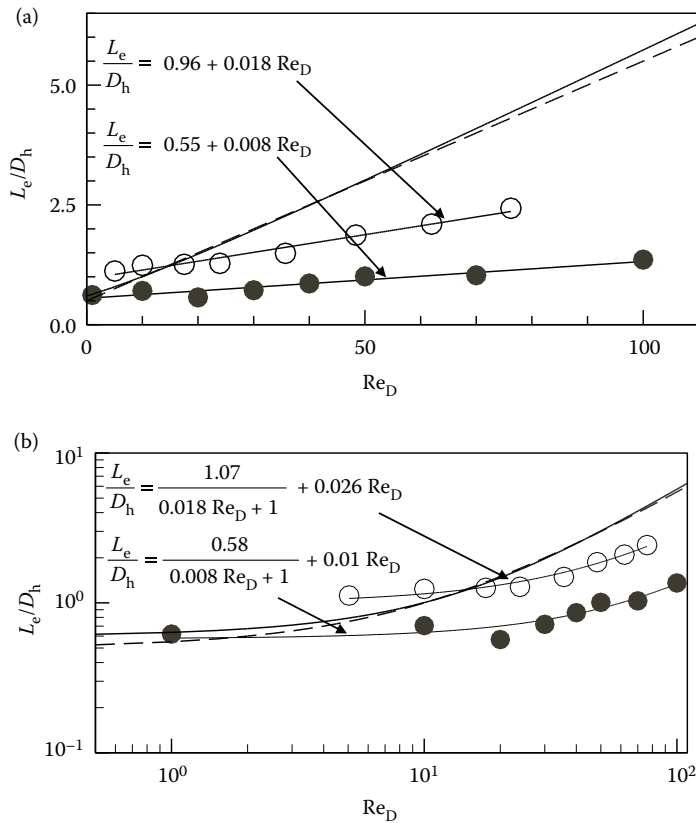 (a)
L_e/D_h = 0.96 + 0.018 Re_D
L_e/D_h = 0.55 + 0.008 Re_D
5.0
2.5
0.0
L_e/D_h
0 50 100
Re_D
(b)
L_e/D_h = 1.07/(0.018 Re_D + 1) + 0.026 Re_D
L_e/D_h = 0.58/(0.008 Re_D + 1) + 0.01 Re_D
10^1
10^0
10^-1
L_e/D_h
10^0 10^1 10^2
Re_D